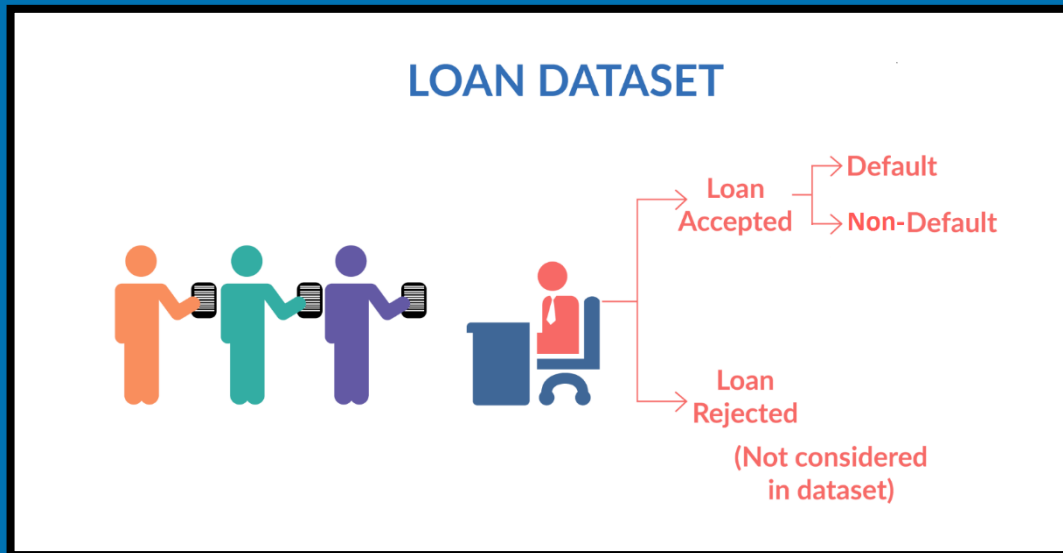 LOAN DATASET
Loan
Accepted
Default
Non-Default
Loan
Rejected
(Not considered
in dataset)